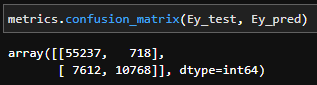 metrics.confusion_matrix(Ey_test, Ey_pred)
array([[55237, 718],
[ 7612, 10768]], dtype=int64)